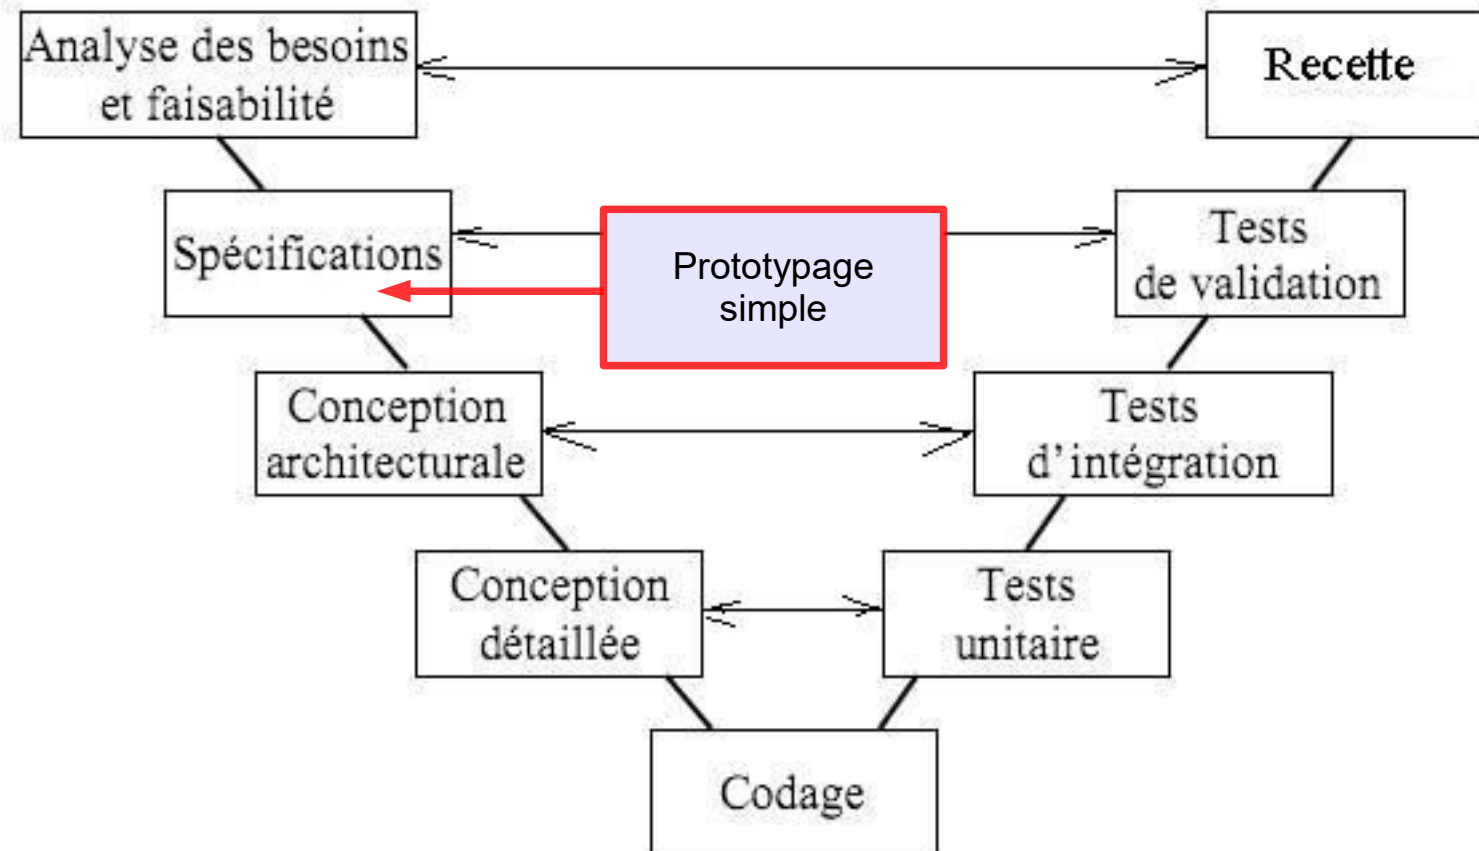 Analyse des besoins
et faisabilité
Recette
Spécifications
Prototypage
simple
Tests
de validation
Conception
architecturale
Tests
d'intégration
Conception
détaillée
Tests
unitaire
Codage